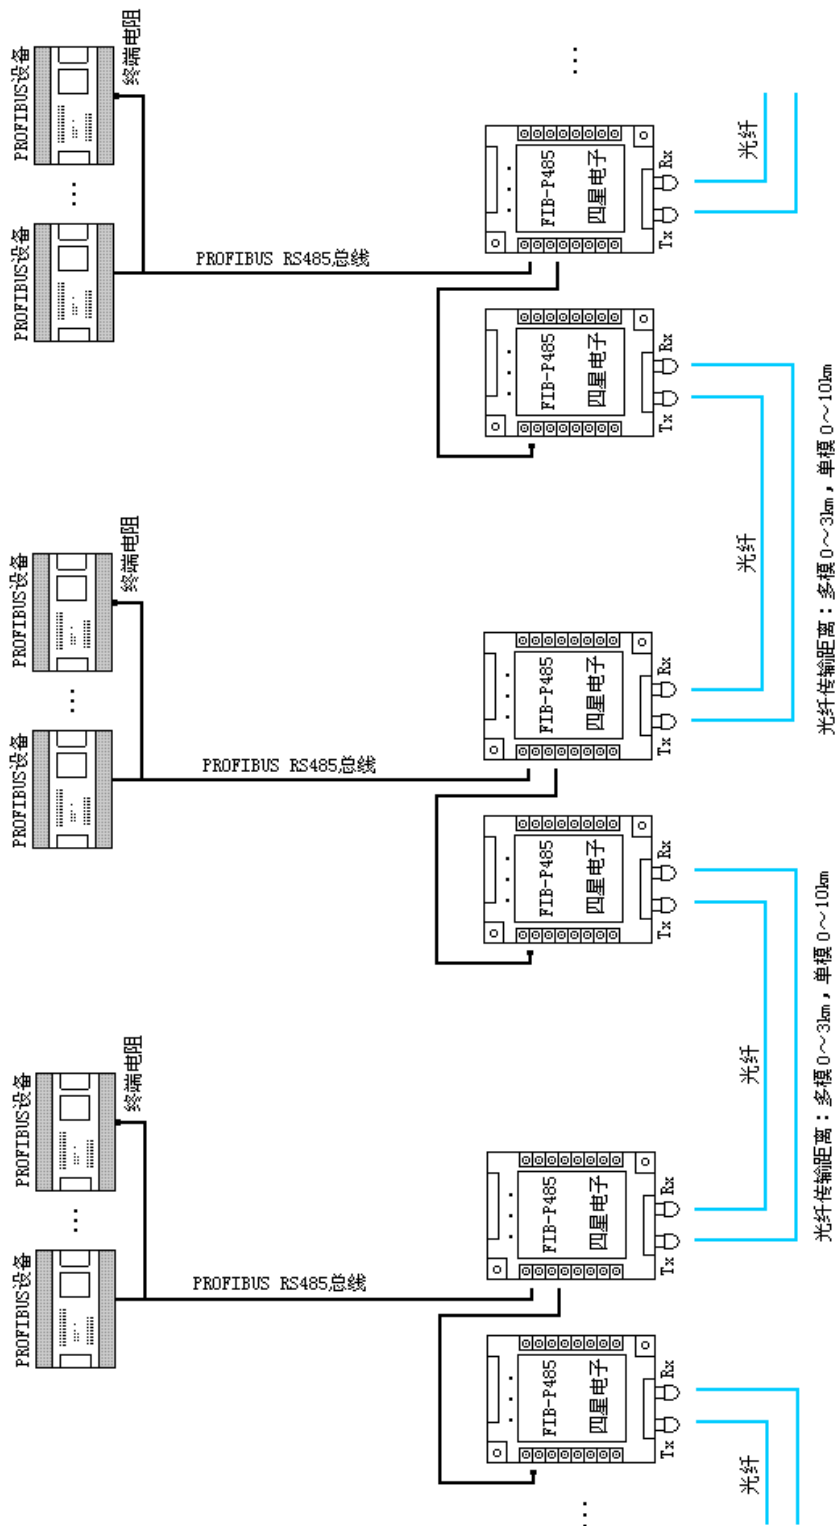 终端电阻
PROFIBUS设备
PROFIBUS设备
PROFIBUS RS485总线
FIB-P485
四星电子
Rx
Tx
光纤
FIB-P485
四星电子
Rx
Tx
光纤
光纤传输距离：多模0～3km，单模0～10km
终端电阻
PROFIBUS设备
PROFIBUS设备
PROFIBUS RS485总线
FIB-P485
四星电子
Rx
Tx
FIB-P485
四星电子
Rx
Tx
光纤
光纤传输距离：多模0～3km，单模0～10km
终端电阻
PROFIBUS设备
PROFIBUS设备
PROFIBUS RS485总线
FIB-P485
四星电子
Rx
Tx
FIB-P485
四星电子
Rx
Tx
光纤